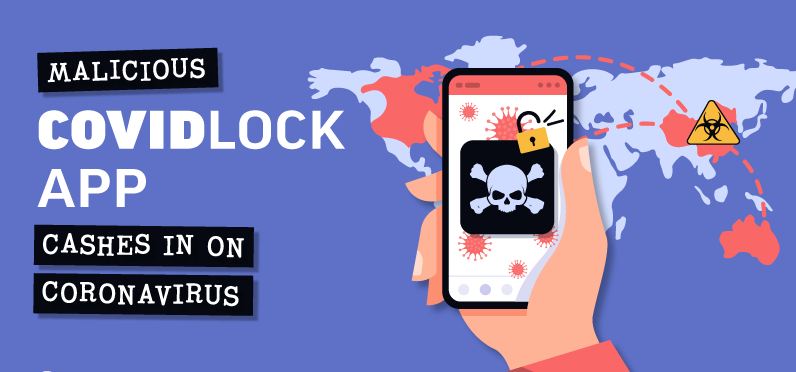 MALICIOUS
COVIDLOCK
APP
CASHES IN ON
CORONAVIRUS